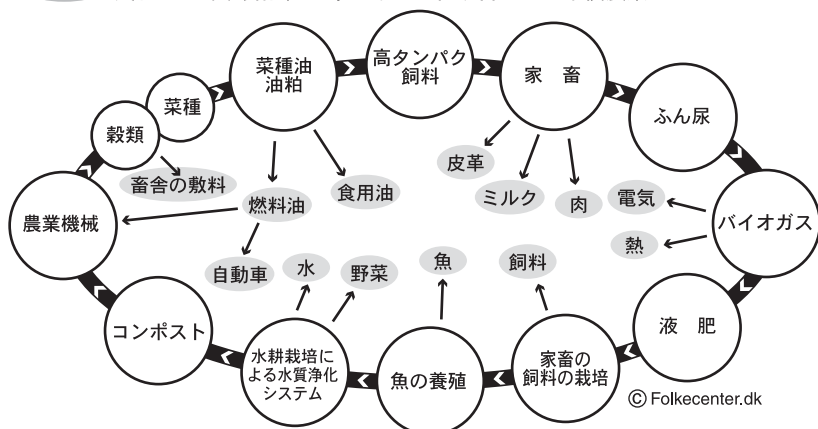 菜種油
油粕
高タンパク
飼料
家　畜
菜種
穀類
ふん尿
畜舎の敷料
皮革
ミルク
肉
電気
食用油
燃料油
農業機械
バイオガス
熱
自動車
水
野菜
魚
飼料
コンポスト
液　肥
水耕栽培に
よる水質浄化
システム
魚の養殖
家畜の
飼料の栽培
© Folkecenter.dk